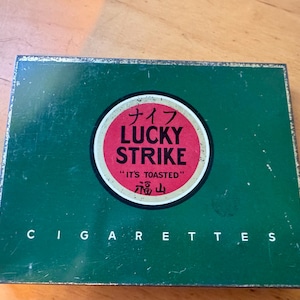 ナイフ
LUCKY
STRIKE
"IT'S TOASTED"
福山
CIGARETTES